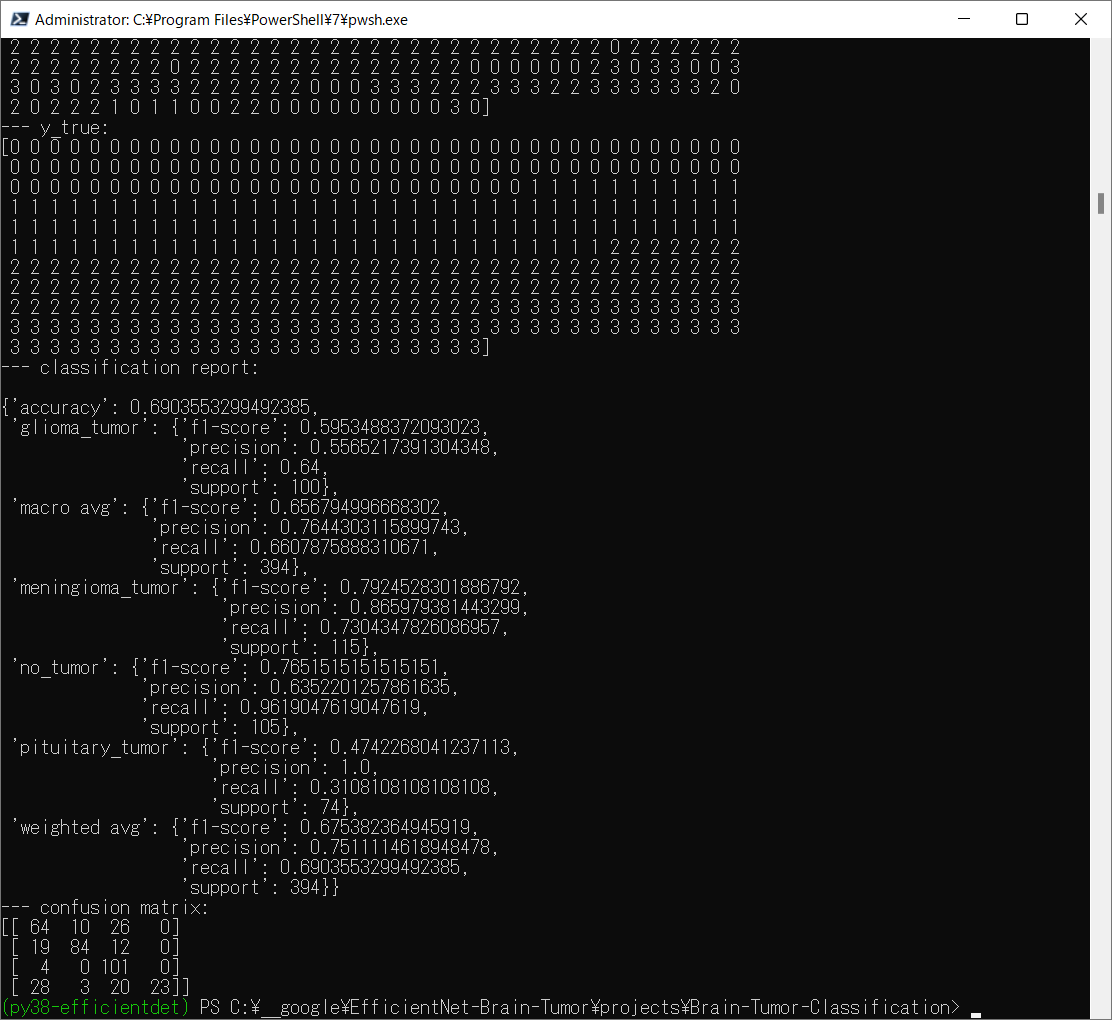 Administrator: C:¥Program Files¥PowerShell¥7¥pwsh.exe
2 2 2 2 2 2 2 2 2 2 2 2 2 2 2 2 2 2 2 2 2 2 2 2 2 2 2 2 2 2 0 2 2 2 2 2 2
2 2 2 2 2 2 2 2 0 2 2 2 2 2 2 2 2 2 2 2 2 2 2 0 0 0 0 0 0 2 3 0 3 3 0 0 3
3 0 3 0 2 3 3 3 3 2 2 2 2 2 2 0 0 0 3 3 3 2 2 2 3 3 3 2 2 3 3 3 3 3 3 2 0
2 0 2 2 2 1 0 1 1 0 0 2 2 0 0 0 0 0 0 0 0 0 3 0]
--- y_true:
[0 0 0 0 0 0 0 0 0 0 0 0 0 0 0 0 0 0 0 0 0 0 0 0 0 0 0 0 0 0 0 0 0 0 0 0 0
0 0 0 0 0 0 0 0 0 0 0 0 0 0 0 0 0 0 0 0 0 0 0 0 0 0 0 0 0 0 0 0 0 0 0 0 0
0 0 0 0 0 0 0 0 0 0 0 0 0 0 0 0 0 0 0 0 0 0 0 0 0 0 1 1 1 1 1 1 1 1 1 1 1
1 1 1 1 1 1 1 1 1 1 1 1 1 1 1 1 1 1 1 1 1 1 1 1 1 1 1 1 1 1 1 1 1 1 1 1 1
1 1 1 1 1 1 1 1 1 1 1 1 1 1 1 1 1 1 1 1 1 1 1 1 1 1 1 1 1 1 1 1 1 1 1 1 1
1 1 1 1 1 1 1 1 1 1 1 1 1 1 1 1 1 1 1 1 1 1 1 1 1 1 1 1 1 1 2 2 2 2 2 2 2
2 2 2 2 2 2 2 2 2 2 2 2 2 2 2 2 2 2 2 2 2 2 2 2 2 2 2 2 2 2 2 2 2 2 2 2 2
2 2 2 2 2 2 2 2 2 2 2 2 2 2 2 2 2 2 2 2 2 2 2 2 2 2 2 2 2 2 2 2 2 2 2 2 2
2 2 2 2 2 2 2 2 2 2 2 2 2 2 2 2 2 2 2 2 2 2 2 2 3 3 3 3 3 3 3 3 3 3 3 3 3
3 3 3 3 3 3 3 3 3 3 3 3 3 3 3 3 3 3 3 3 3 3 3 3 3 3 3 3 3 3 3 3 3 3 3 3 3
3 3 3 3 3 3 3 3 3 3 3 3 3 3 3 3 3 3 3 3 3 3 3 3]
--- classification report:
{'accuracy': 0.6903553299492385,
'glioma_tumor': {'f1-score': 0.5953488372093023,
'precision': 0.5565217391304348,
'recall': 0.64,
'support': 100},
'macro avg': {'f1-score': 0.656794996668302,
'precision': 0.7644303115899743,
'recall': 0.6607875888310671,
'support': 394},
'meningioma_tumor': {'f1-score': 0.7924528301886792,
'precision': 0.865979381443299,
'recall': 0.7304347826086957,
'support': 115},
'no_tumor': {'f1-score': 0.7651515151515151,
'precision': 0.6352201257861635,
'recall': 0.9619047619047619,
'support': 105},
'pituitary_tumor': {'f1-score': 0.4742268041237113,
'precision': 1.0,
'recall': 0.3108108108108108,
'support': 74},
'weighted avg': {'f1-score': 0.675382364945919,
'precision': 0.7511114618948478,
'recall': 0.6903553299492385,
'support': 394}}
--- confusion matrix:
[[ 64 10 26 0]
[ 19 84 12 0]
[ 4 0 101 0]
[ 28 3 20 23]]
(py38-efficientdet) PS C:¥__google¥EfficientNet-Brain-Tumor¥projects¥Brain-Tumor-Classification>